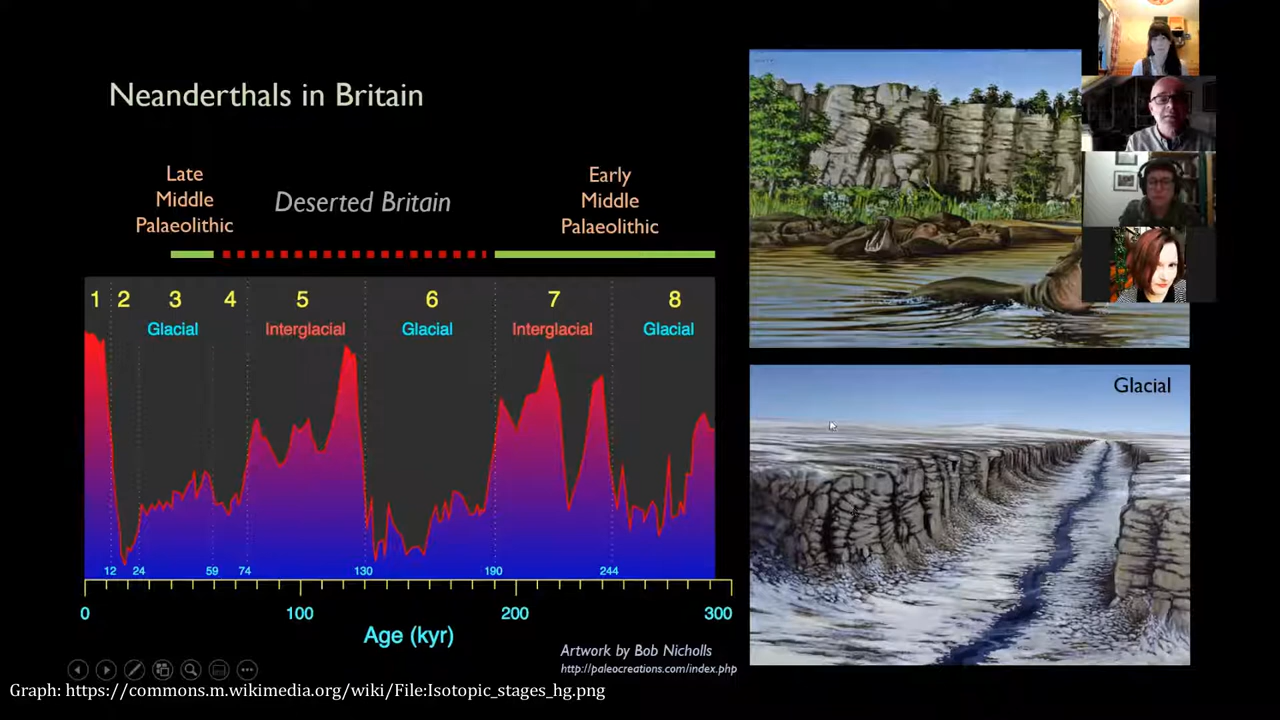 Neanderthals in Britain
Late
Middle
Palaeolithic
Deserted Britain
Early
Middle
Palaeolithic
1 2 3 4 5 6 7 8
Glacial Interglacial Glacial Interglacial Glacial
12 24 59 74 130 190 244
0 100 200 300
Age (kyr)
Glacial
Artwork by Bob Nicholls
http://paleocreations.com/index.php
Graph: https://commons.m.wikimedia.org/wiki/File:Isotopic_stages_hg.png